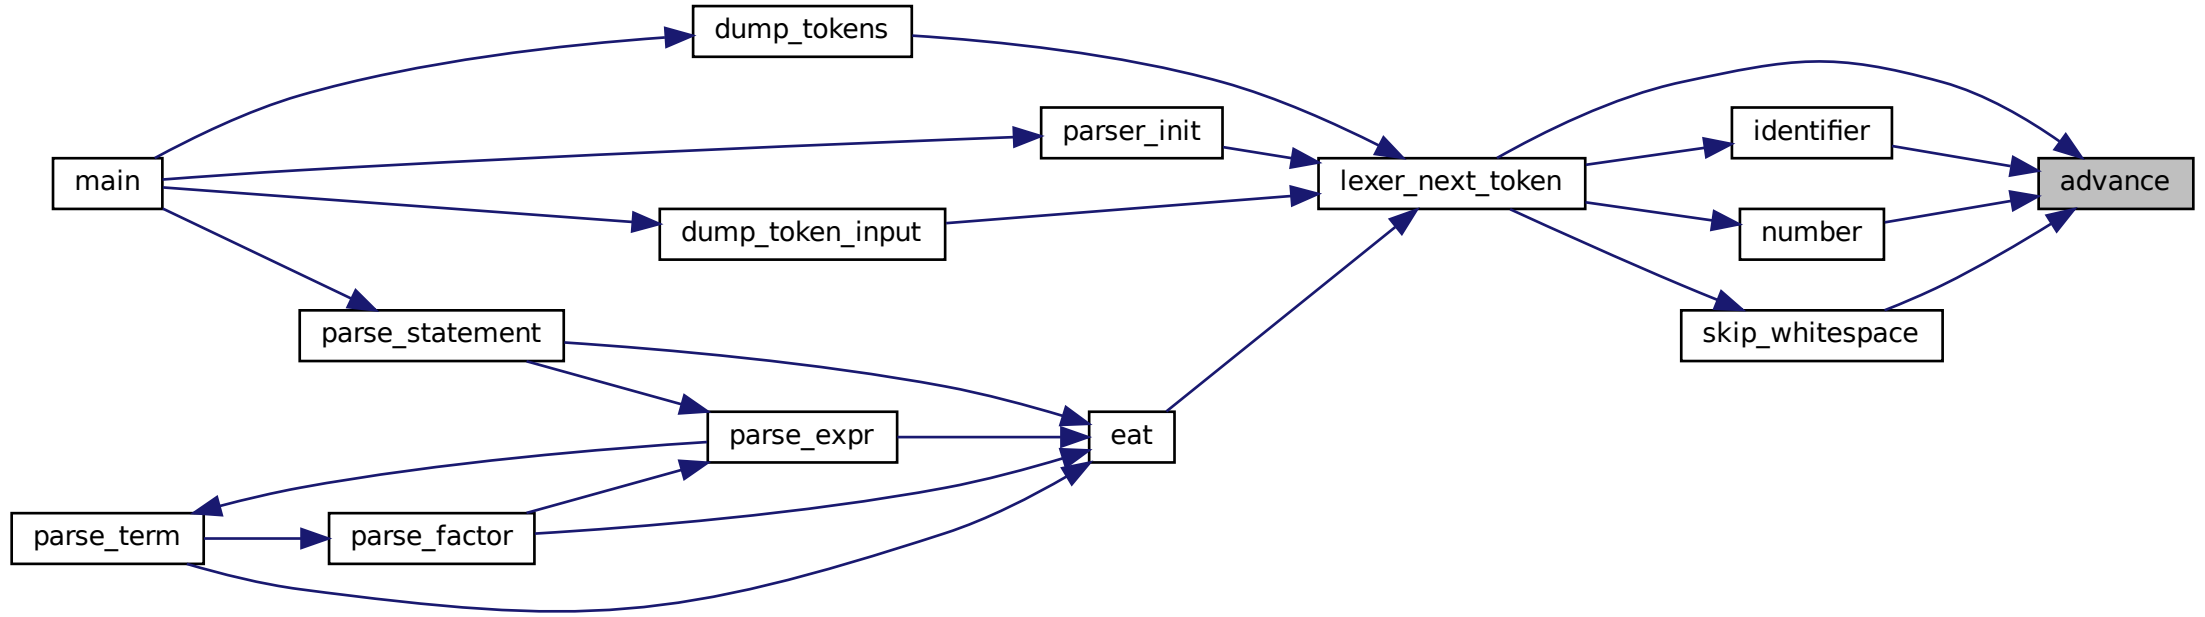 dump_tokens
parser_init
identifier
main
lexer_next_token
advance
dump_token_input
number
parse_statement
skip_whitespace
parse_expr
eat
parse_term
parse_factor